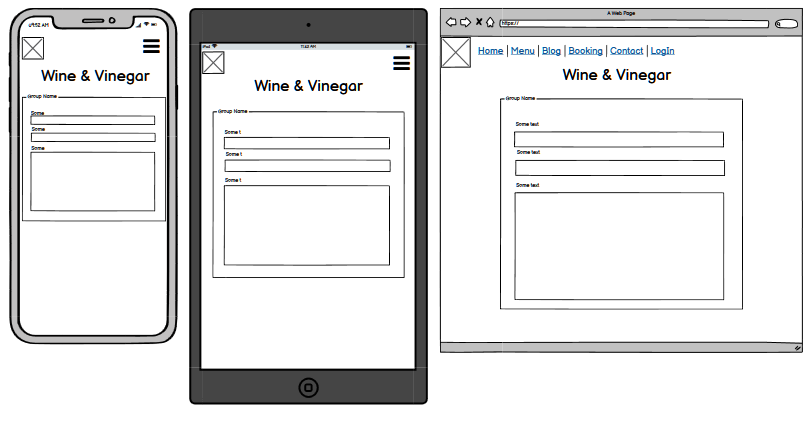 09:52 AM
Wine & Vinegar
Group Name
Some
Some
Some
iPad
11:52 AM
Wine & Vinegar
Group Name
Some t
Some t
Some t
A Web Page
https://
Home | Menu | Blog | Booking | Contact | LogIn
Wine & Vinegar
Group Name
Some text
Some text
Some text